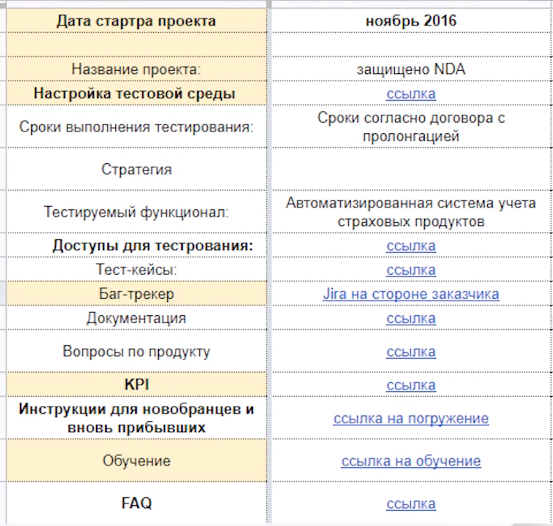 Дата стартра проекта ноябрь 2016
Название проекта: защищено NDA
Настройка тестовой среды ссылка
Сроки выполнения тестирования: Сроки согласно договора с
пролонгацией
Стратегия
Тестируемый функционал: Автоматизированная система учета
страховых продуктов
Доступы для тестрования: ссылка
Тест-кейсы: ссылка
Баг-трекер Jira на стороне заказчика
Документация ссылка
Вопросы по продукту ссылка
KPI ссылка
Инструкции для новобранцев и
вновь прибывших ссылка на погружение
Обучение ссылка на обучение
FAQ ссылка